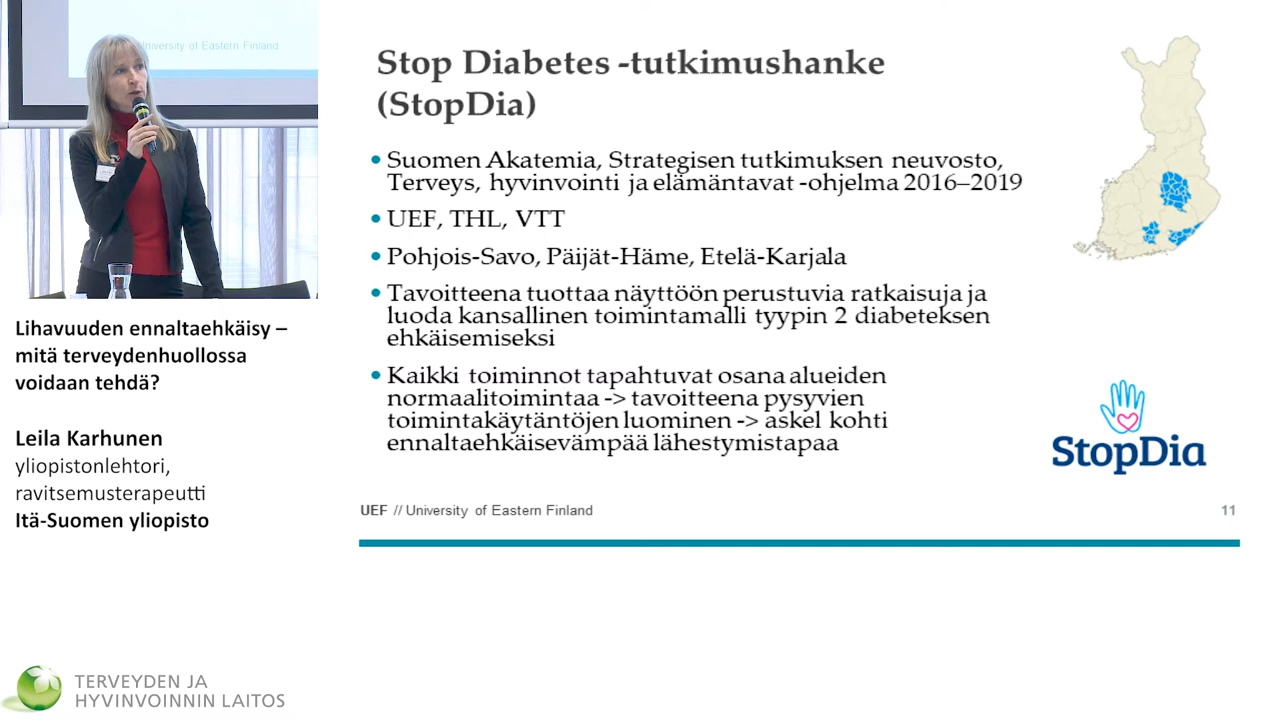 University of Eastern Finland
Stop Diabetes -tutkimushanke
(StopDia)
• Suomen Akatemia, Strategisen tutkimuksen neuvosto,
Terveys, hyvinvointi ja elämäntavat -ohjelma 2016–2019
• UEF, THL, VTT
• Pohjois-Savo, Päijät-Häme, Etelä-Karjala
• Tavoitteena tuottaa näyttöön perustuvia ratkaisuja ja
luoda kansallinen toimintamalli tyypin 2 diabeteksen
ehkäisemiseksi
• Kaikki toiminnot tapahtuvat osana alueiden
normaalitoimintaa -> tavoitteena pysyvien
toimintakäytäntöjen luominen -> askel kohti
ennaltaehkäisevämpää lähestymistapaa
StopDia
UEF // University of Eastern Finland
11
Lihavuuden ennaltaehkäisy –
mitä terveydenhuollossa
voidaan tehdä?
Leila Karhunen
yliopistonlehtori,
ravitsemusterapeutti
Itä-Suomen yliopisto
TERVEYDEN JA
HYVINVOINNIN LAITOS